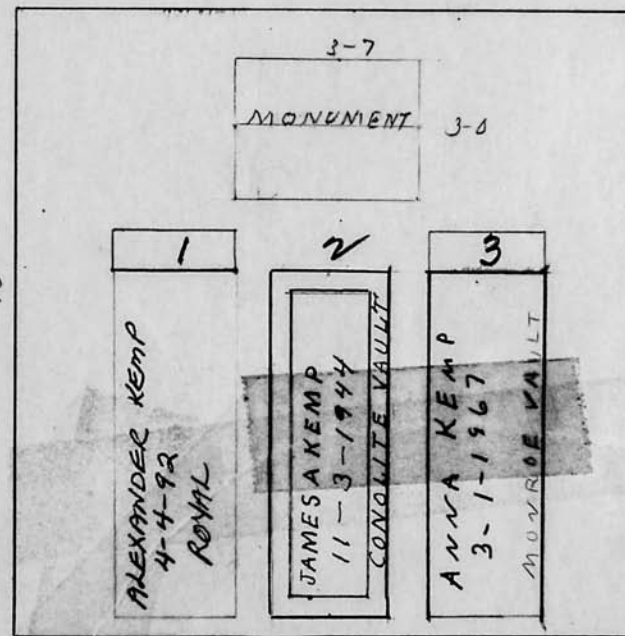 3-7
MONUMENT
3-0
1
2
3
ALEXANDER KEMP
4-4-92
ROYAL
JAMES A KEMP
11-3-1944
CONOLITE VAULT
ANNA KEMP
3-1-1967
MONROE VAULT